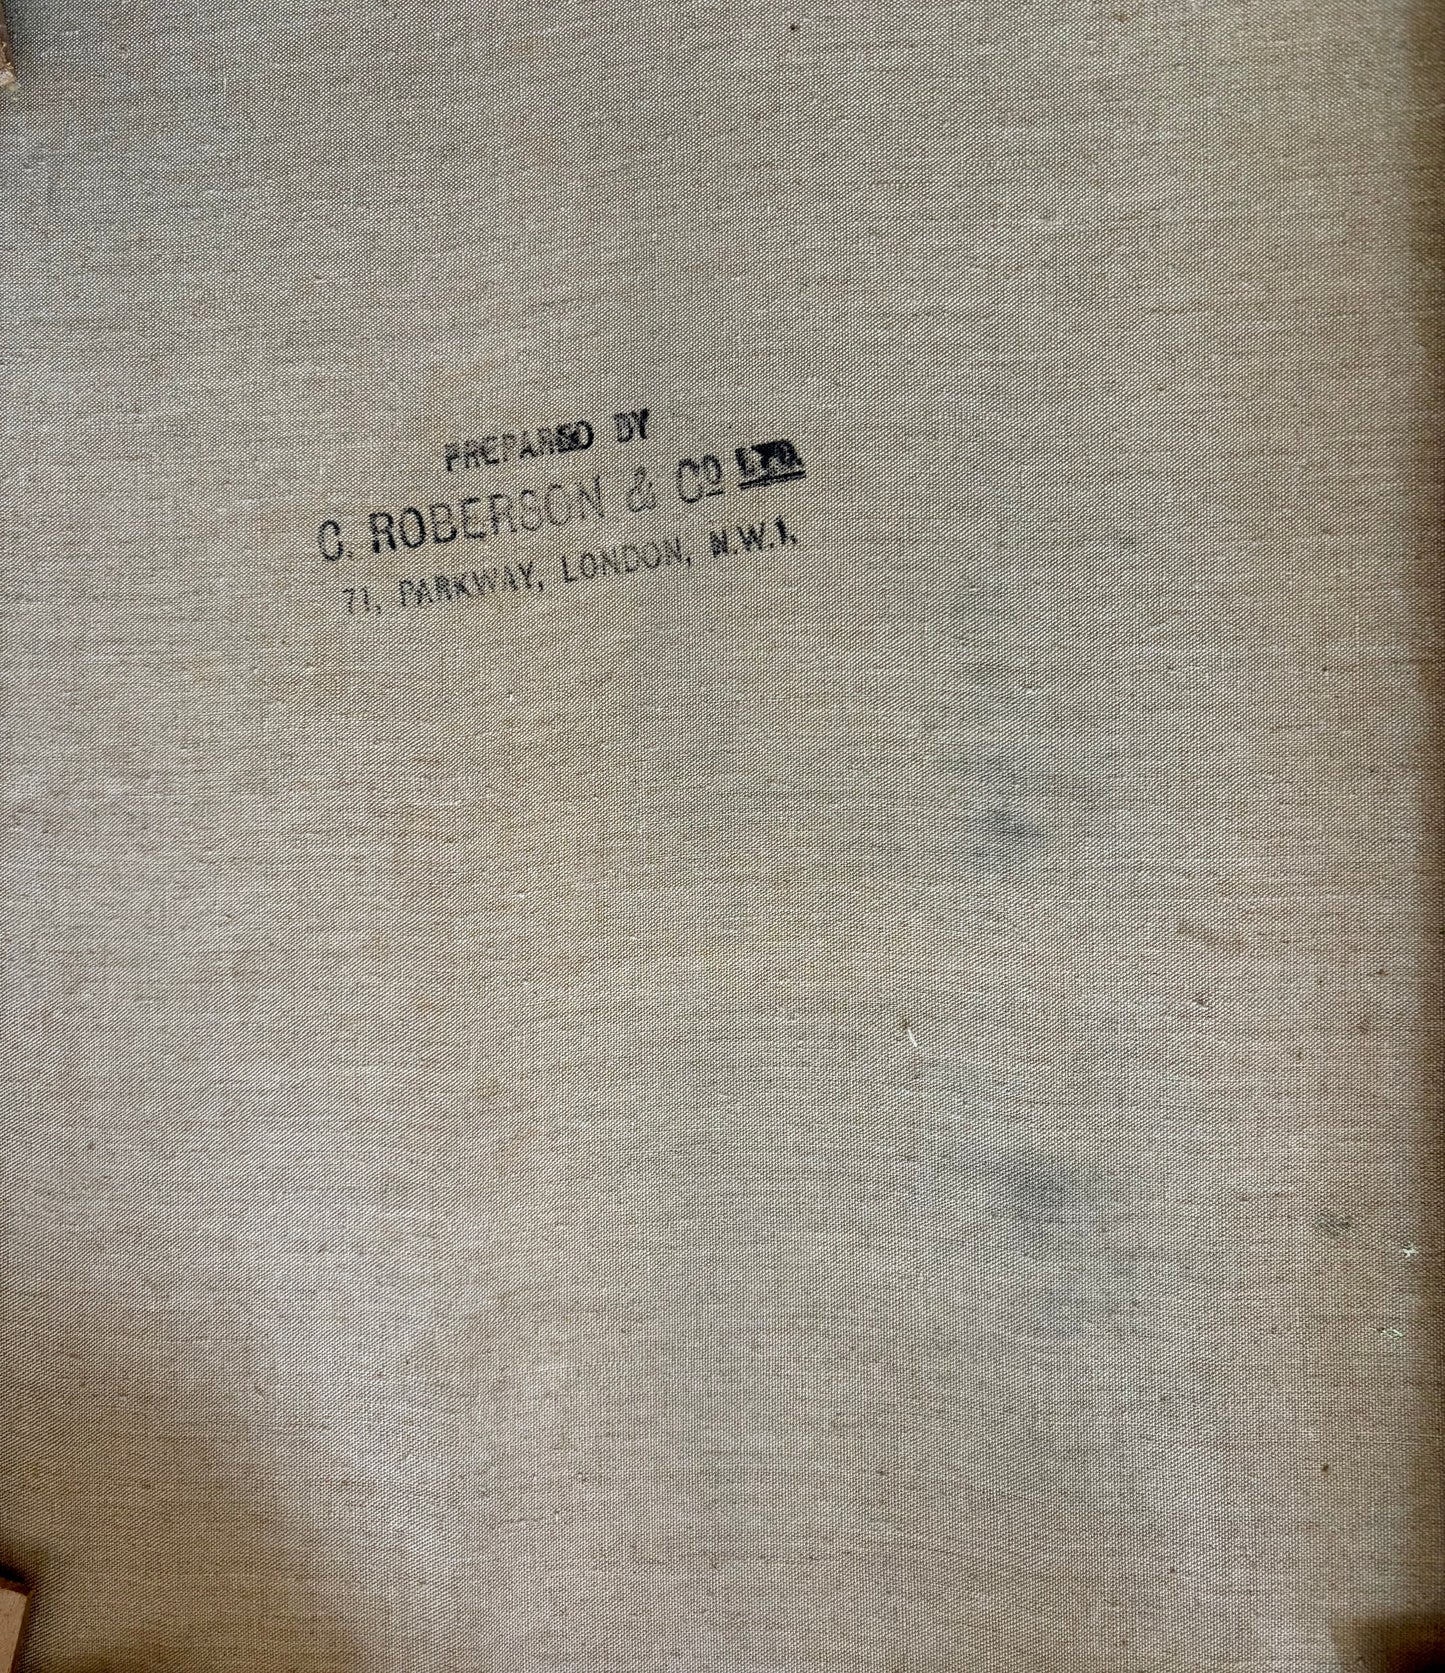 PREPARED BY
C. ROBERSON & Cº LTD.
71, PARKWAY, LONDON, N.W.1.